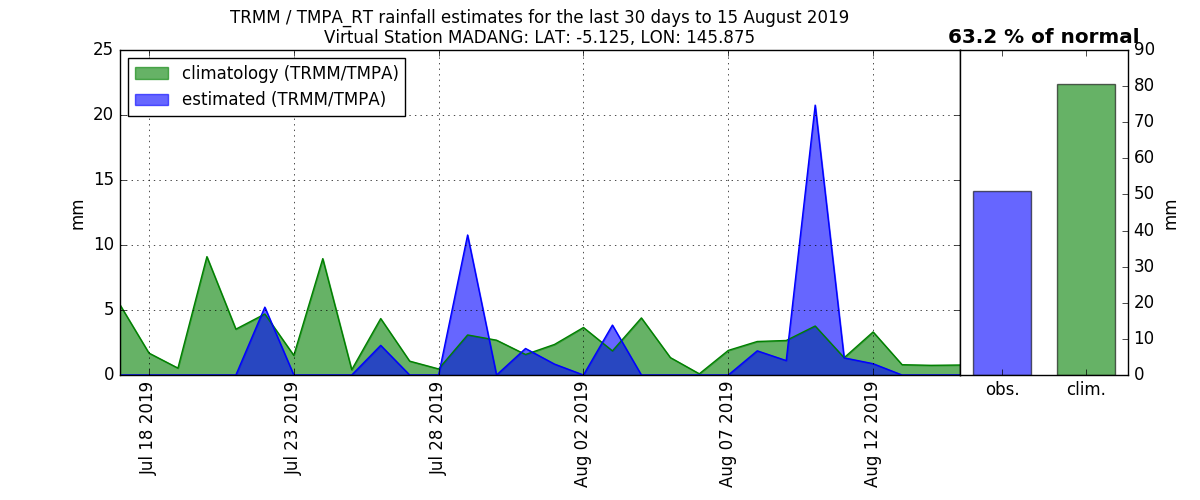 TRMM / TMPA_RT rainfall estimates for the last 30 days to 15 August 2019
Virtual Station MADANG: LAT: -5.125, LON: 145.875
63.2 % of normal
climatology (TRMM/TMPA)
estimated (TRMM/TMPA)
25
20
15
10
5
0
mm
Jul 18 2019
Jul 23 2019
Jul 28 2019
Aug 02 2019
Aug 07 2019
Aug 12 2019
90
80
70
60
50
40
30
20
10
0
mm
obs.
clim.